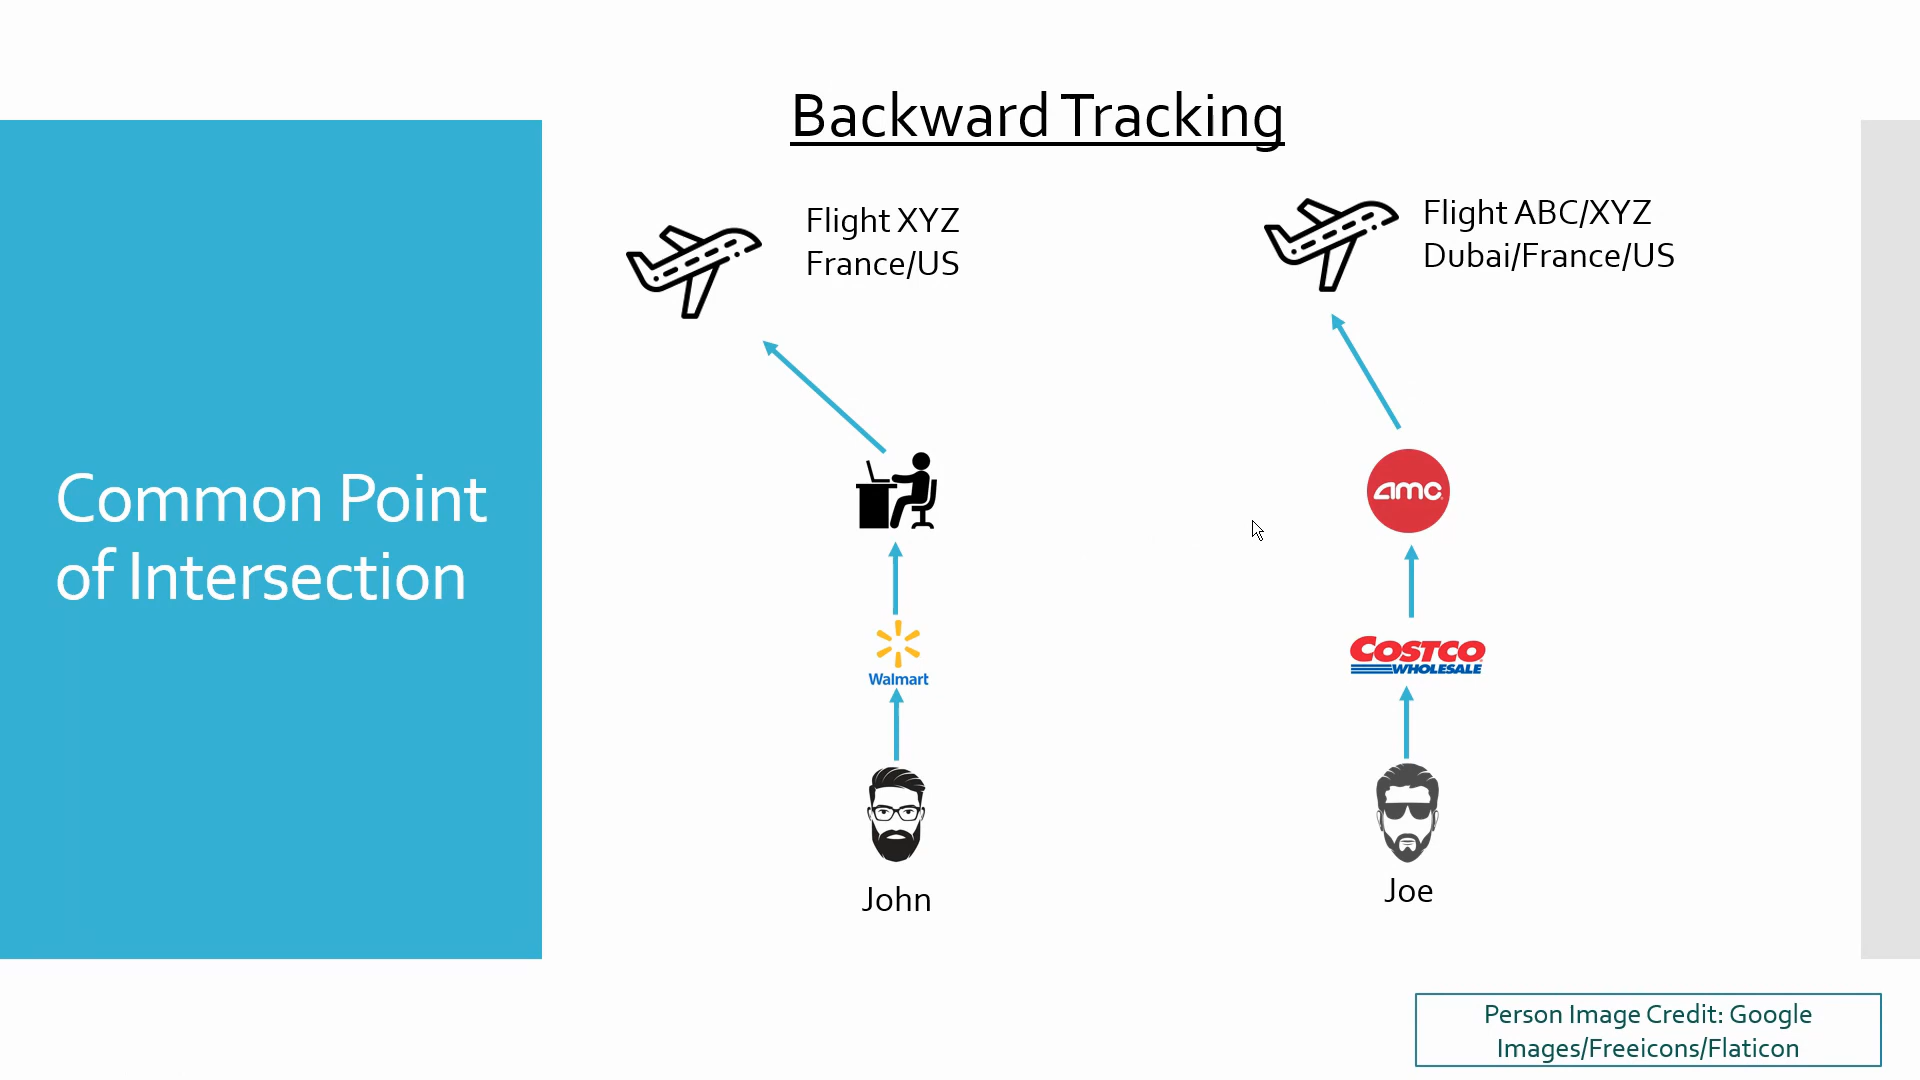 Backward Tracking
Flight XYZ
France/US
Flight ABC/XYZ
Dubai/France/US
Common Point
of Intersection
amc
Walmart
COSTCO
WHOLESALE
John
Joe
Person Image Credit: Google
Images/Freeicons/Flaticon